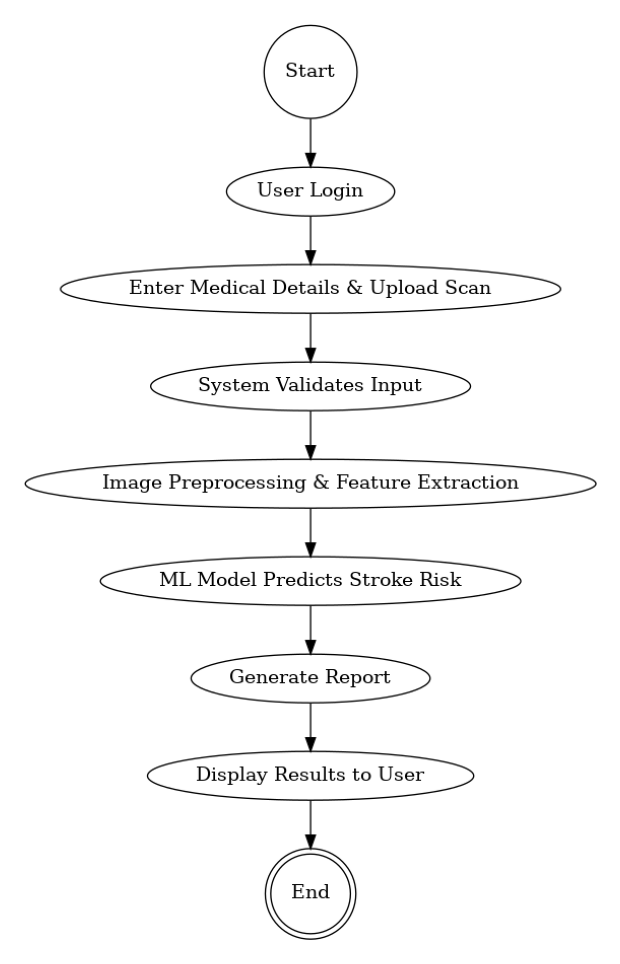 Start
User Login
Enter Medical Details & Upload Scan
System Validates Input
Image Preprocessing & Feature Extraction
ML Model Predicts Stroke Risk
Generate Report
Display Results to User
End